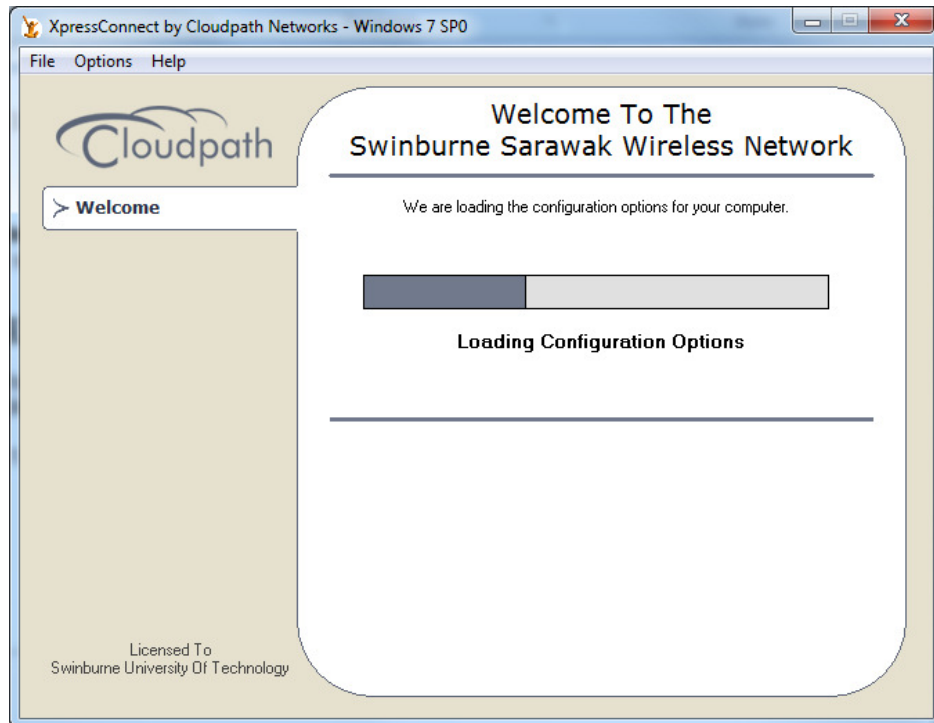 XpressConnect by Cloudpath Networks - Windows 7 SP0
File Options Help
Cloudpath
Welcome To The
Swinburne Sarawak Wireless Network
> Welcome
We are loading the configuration options for your computer.
Loading Configuration Options
Licensed To
Swinburne University Of Technology